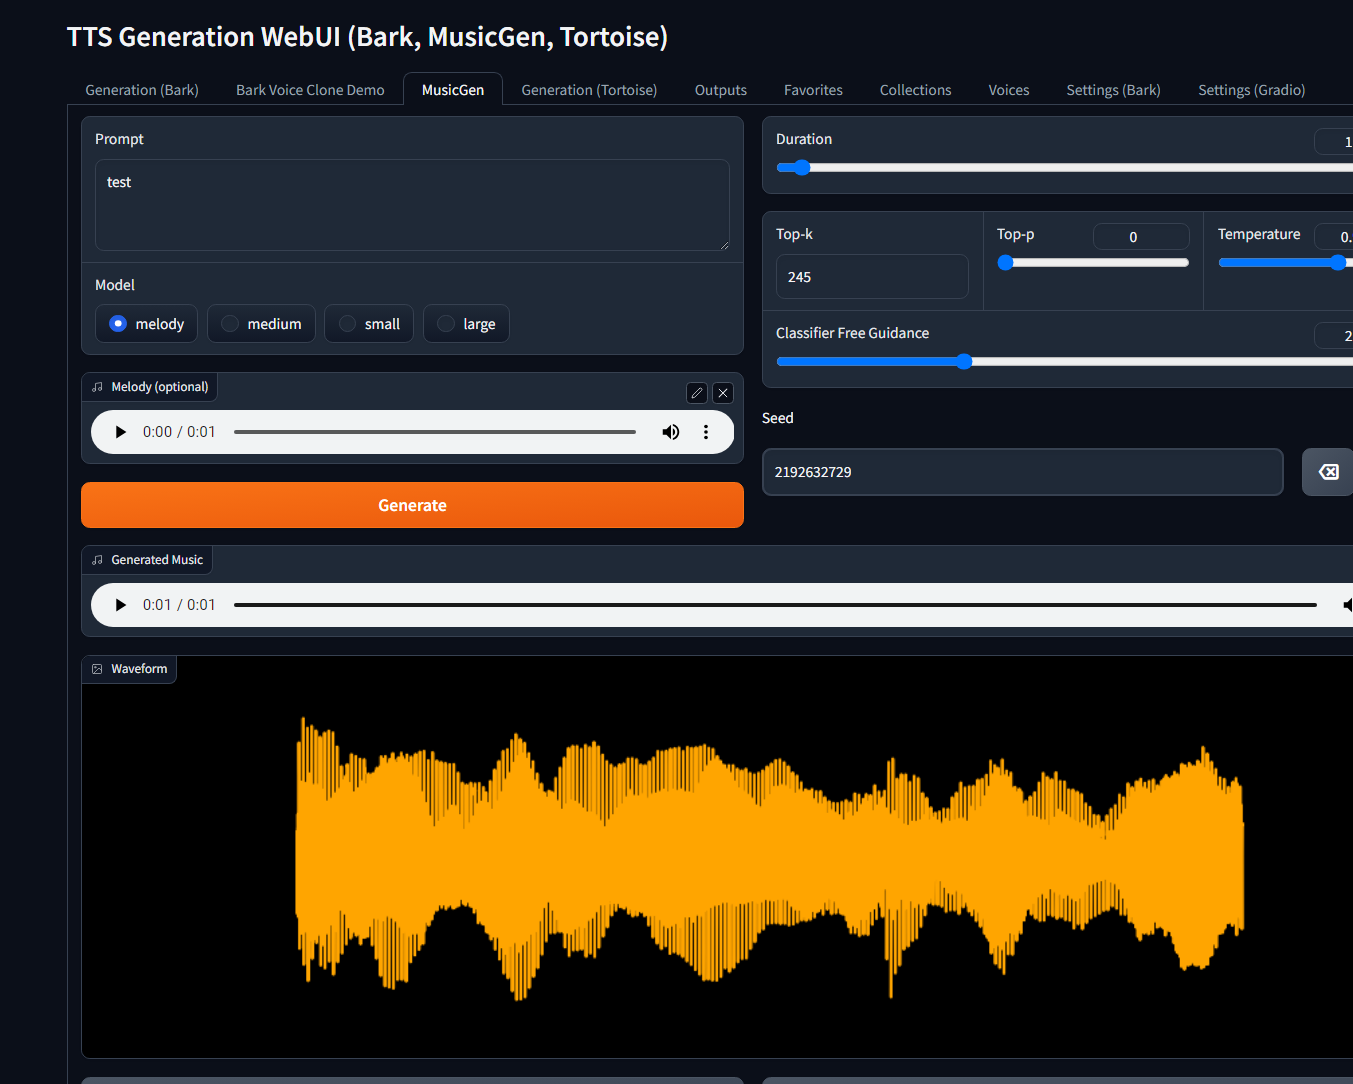 TTS Generation WebUI (Bark, MusicGen, Tortoise)
Generation (Bark) Bark Voice Clone Demo MusicGen Generation (Tortoise) Outputs Favorites Collections Voices Settings (Bark) Settings (Gradio)
Prompt
test
Model
melody medium small large
Melody (optional)
0:00 / 0:01
Generate
Duration
1
Top-k
245
Top-p
0
Temperature
0.
Classifier Free Guidance
2
Seed
2192632729
Generated Music
0:01 / 0:01
Waveform